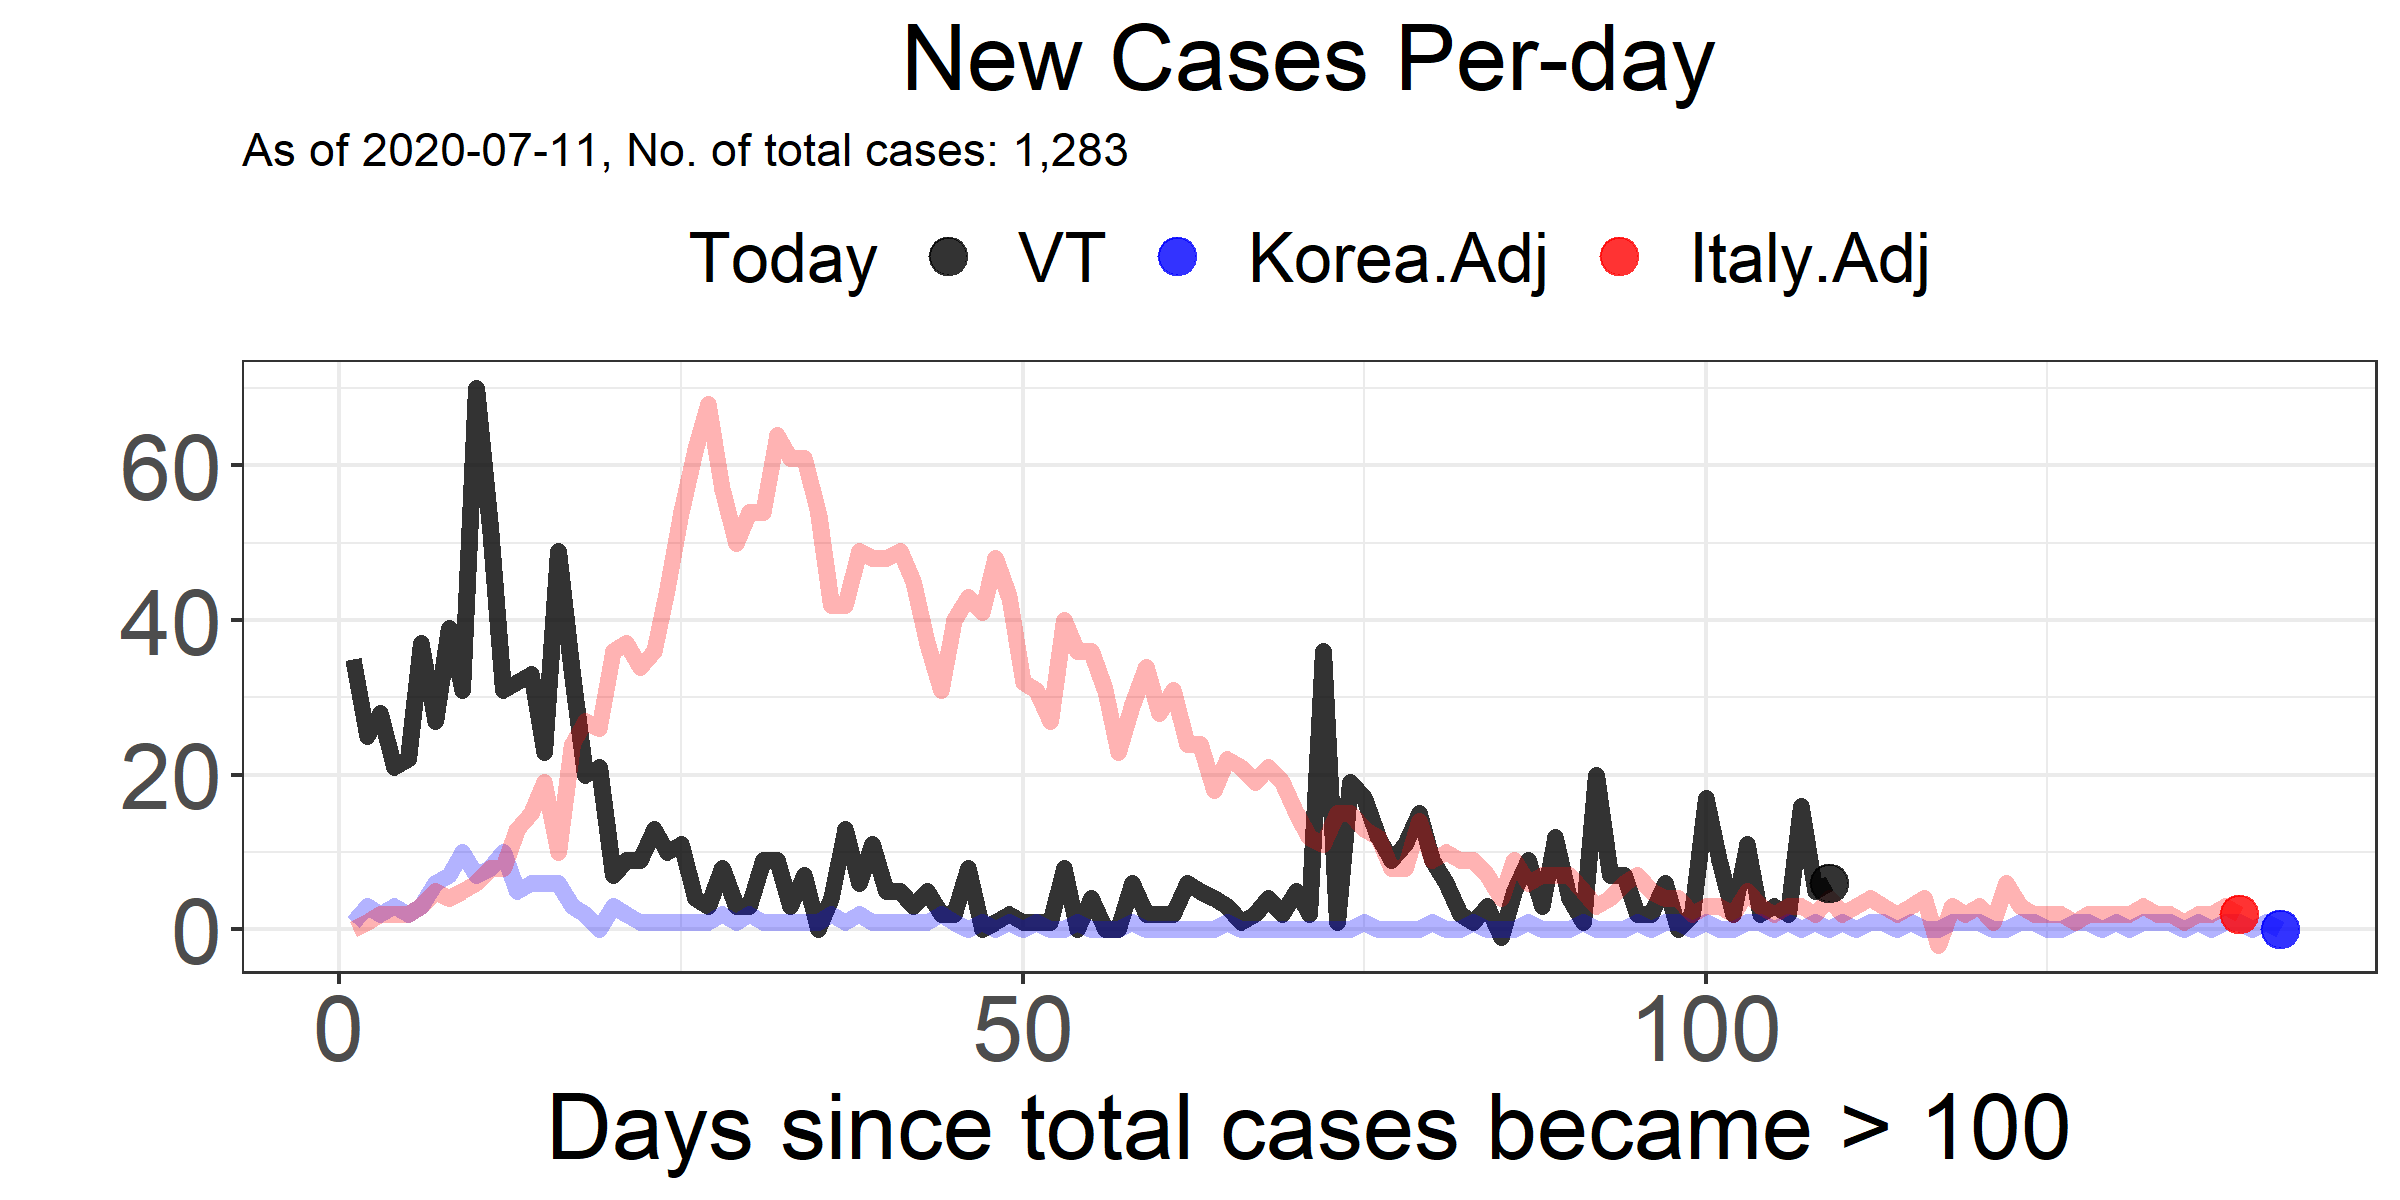 New Cases Per-day
As of 2020-07-11, No. of total cases: 1,283
Today VT Korea.Adj Italy.Adj
60
40
20
0
0 50 100
Days since total cases became > 100